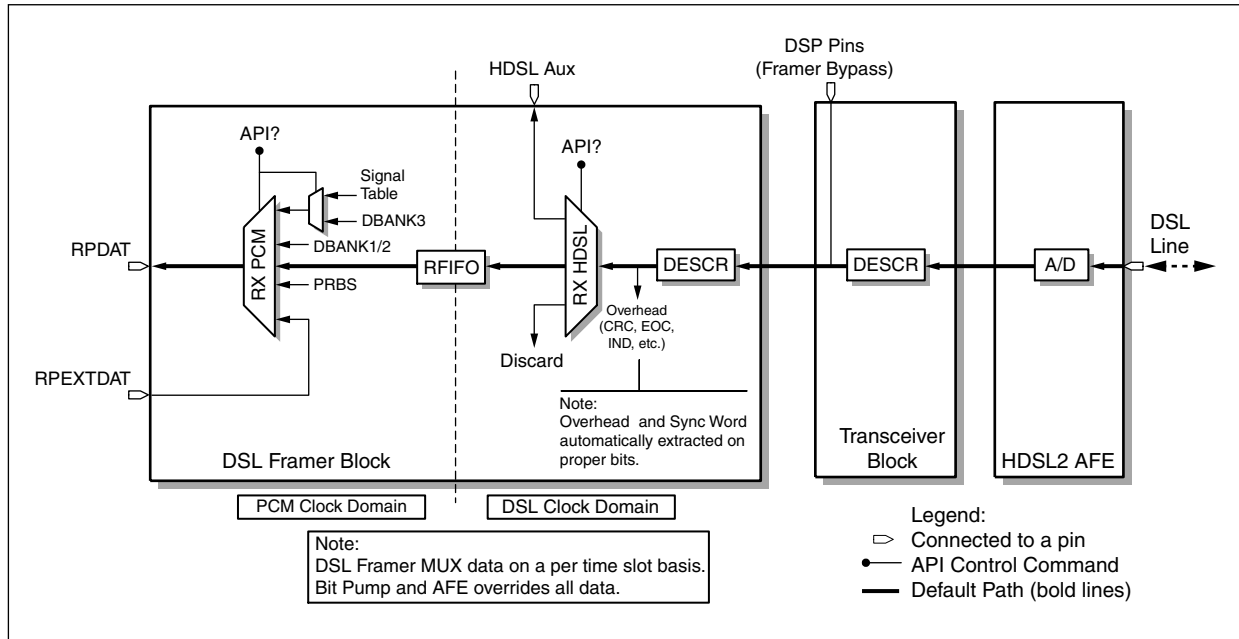 DSP Pins
(Framer Bypass)
HDSL Aux
API?
API?
Signal
Table
DBANK3
DBANK1/2
DSL
Line
RPDAT
RX PCM
RFIFO
RX HDSL
DESCR
DESCR
A/D
PRBS
Overhead
(CRC, EOC,
IND, etc.)
Discard
RPEXTDAT
Note:
Overhead and Sync Word
automatically extracted on
proper bits.
DSL Framer Block
Transceiver
Block
HDSL2 AFE
PCM Clock Domain
DSL Clock Domain
Note:
DSL Framer MUX data on a per time slot basis.
Bit Pump and AFE overrides all data.
Legend:
Connected to a pin
API Control Command
Default Path (bold lines)